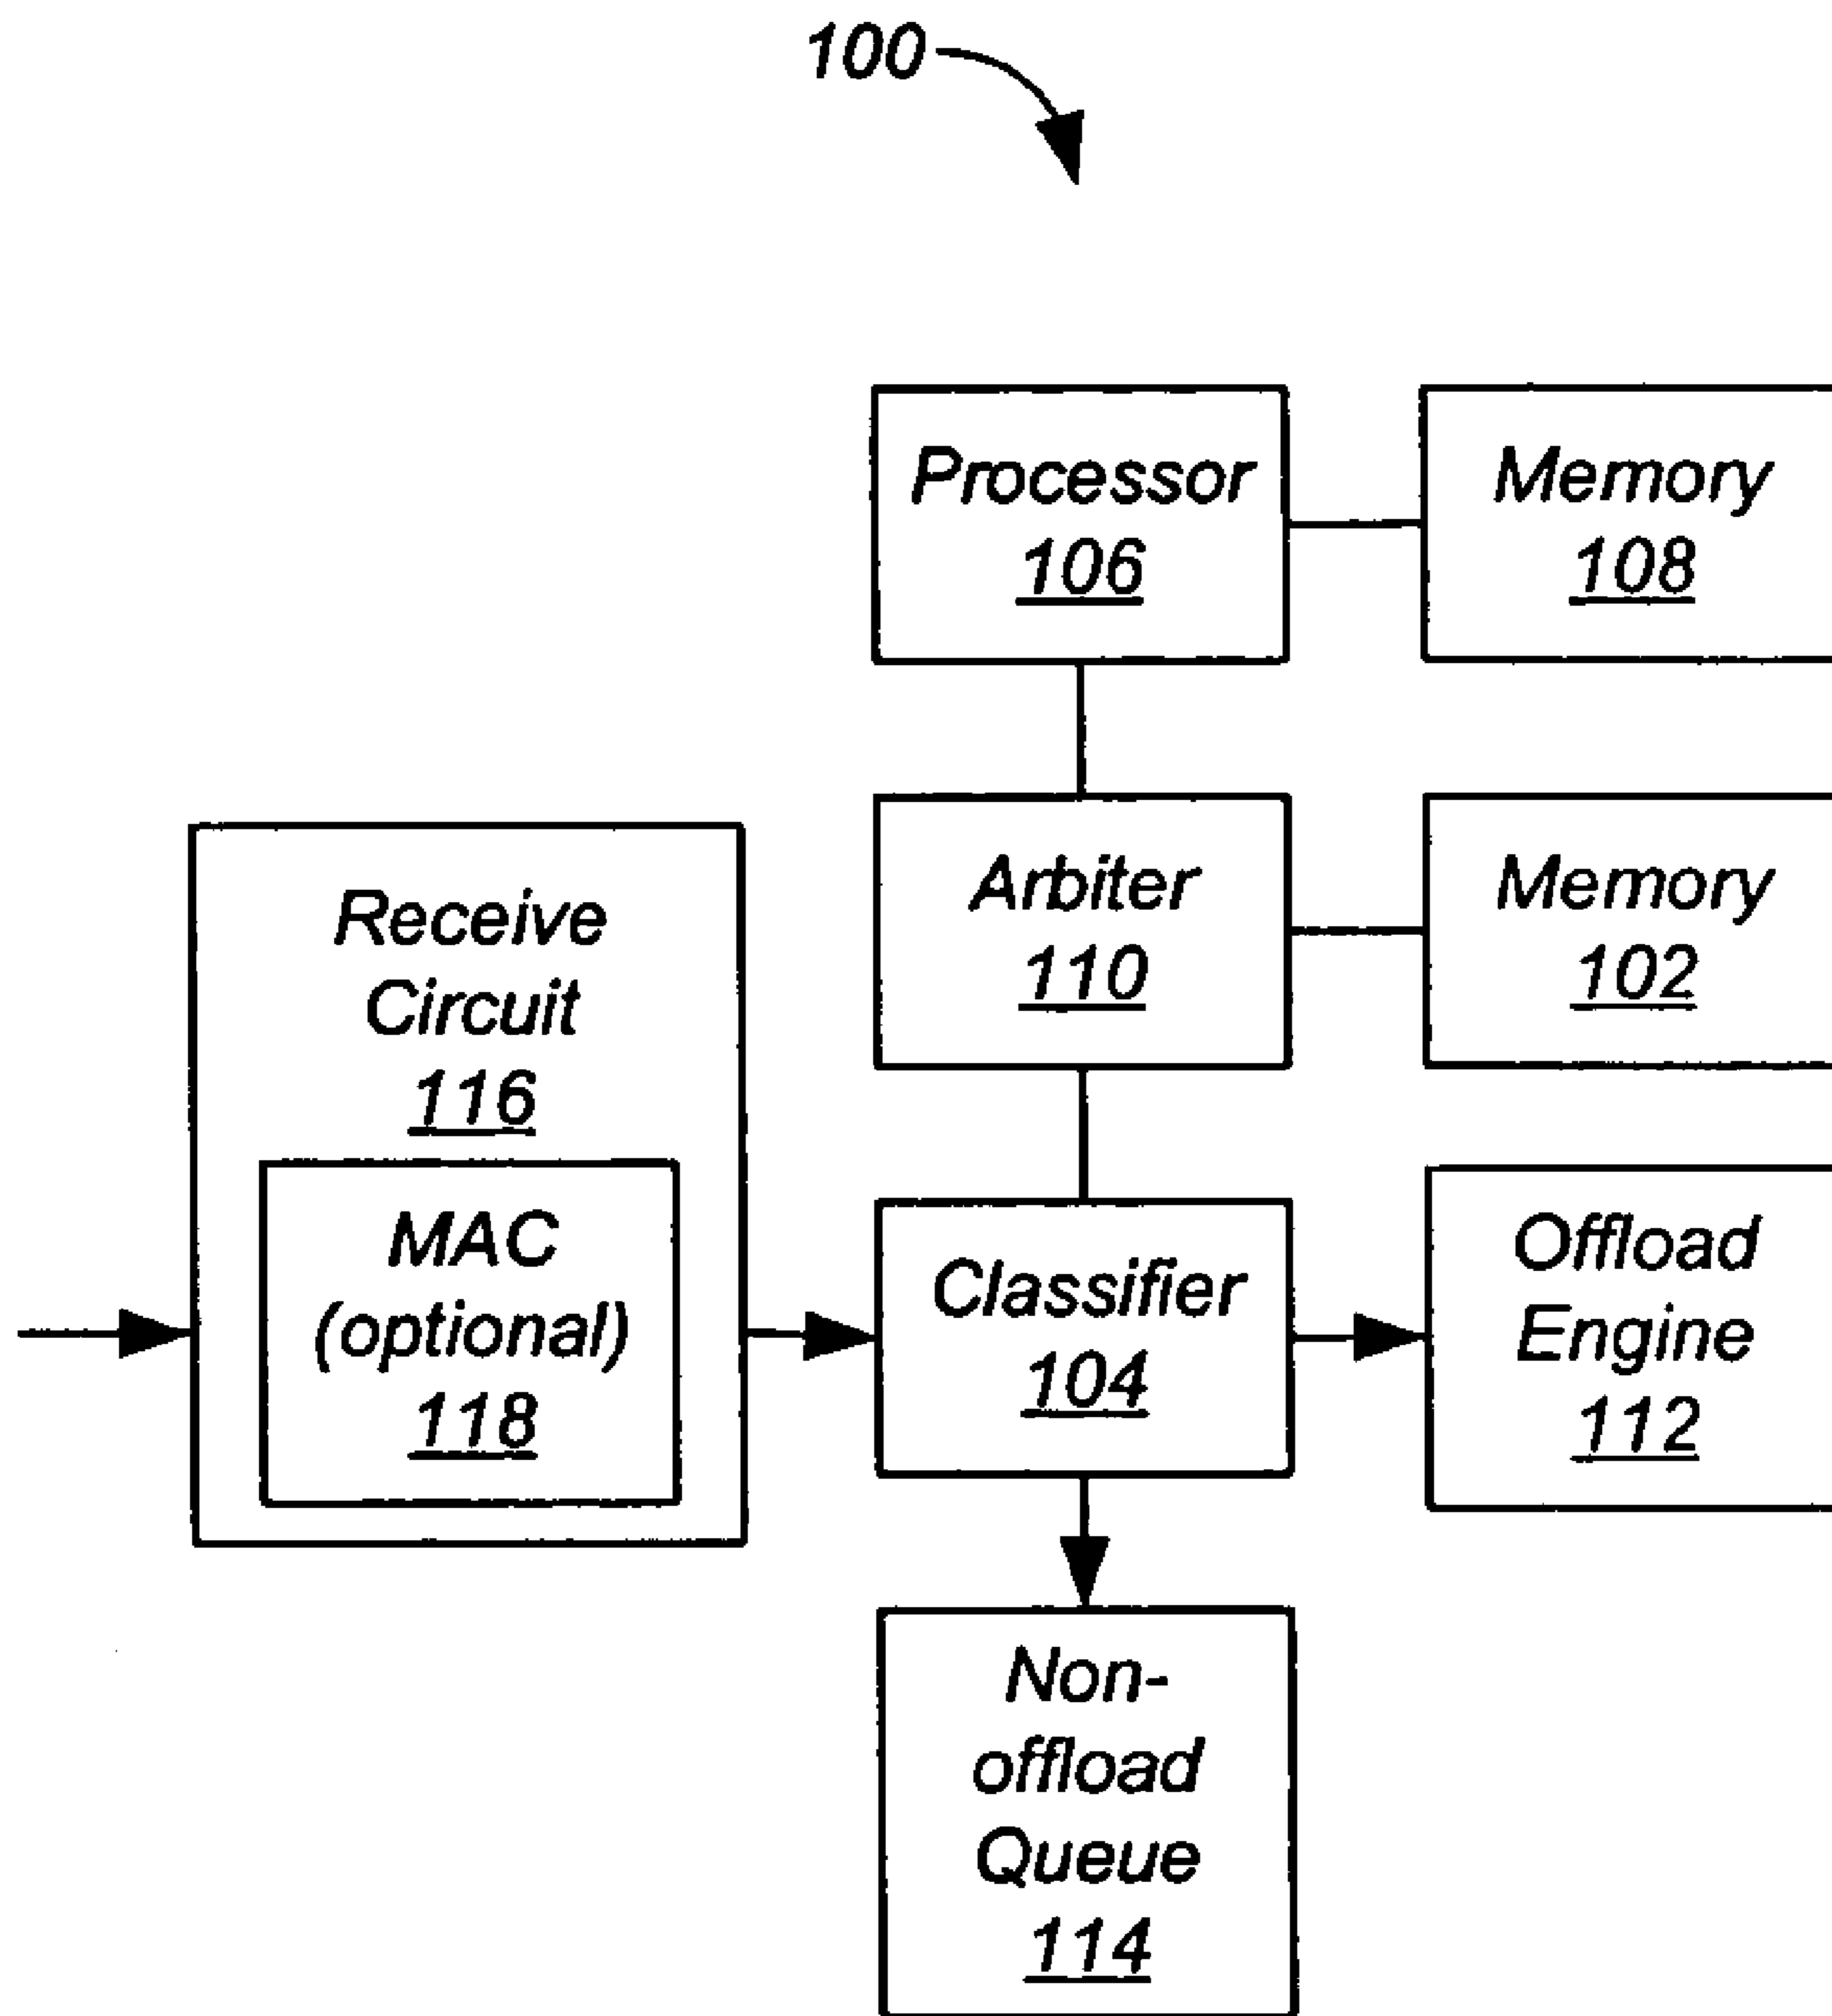 100
Processor
106
Memory
108
Arbiter
110
Memory
102
Receive
Circuit
116
MAC
(optional)
118
Classifier
104
Offload
Engine
112
Non-
offload
Queue
114